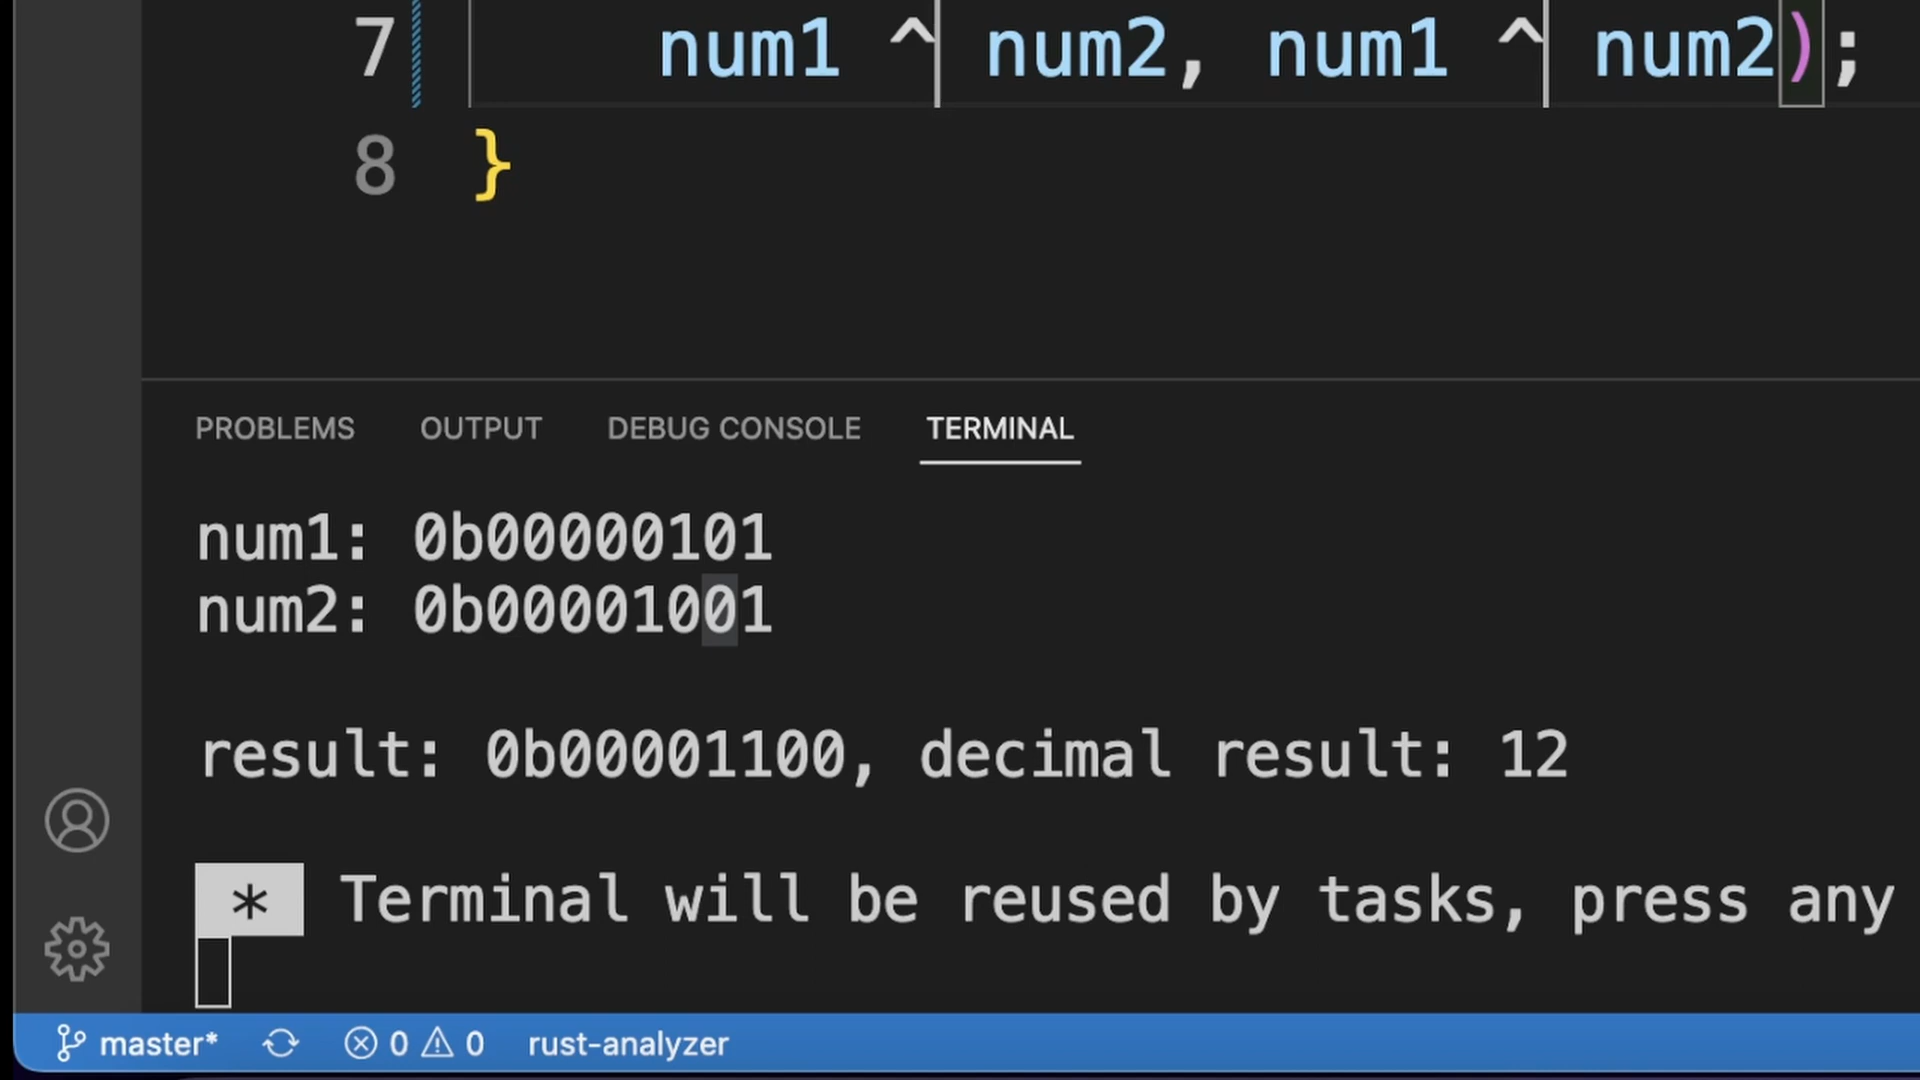 7 num1 ^ num2, num1 ^ num2);
8 }
PROBLEMS OUTPUT DEBUG CONSOLE TERMINAL
num1: 0b00000101
num2: 0b00001001
result: 0b00001100, decimal result: 12
* Terminal will be reused by tasks, press any
master* 0 0 rust-analyzer